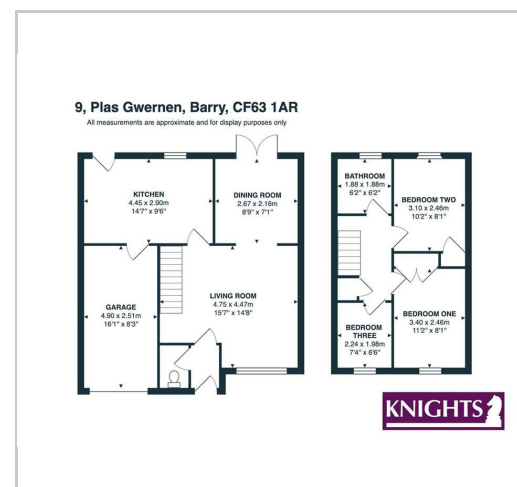 9, Plas Gwernen, Barry, CF63 1AR
All measurements are approximate and for display purposes only
KITCHEN
4.45 x 2.90m
14'7" x 9'6"
DINING ROOM
2.67 x 2.16m
8'9" x 7'1"
GARAGE
4.90 x 2.51m
16'1" x 8'3"
LIVING ROOM
4.75 x 4.47m
15'7" x 14'8"
BATHROOM
1.88 x 1.88m
6'2" x 6'2"
BEDROOM TWO
3.10 x 2.46m
10'2" x 8'1"
BEDROOM
THREE
2.24 x 1.98m
7'4" x 6'6"
BEDROOM ONE
3.40 x 2.46m
11'2" x 8'1"
KNIGHTS